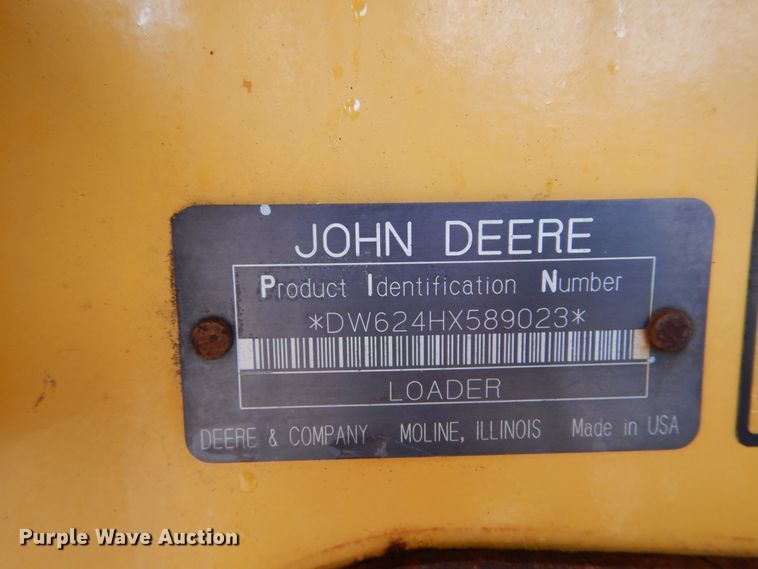 JOHN DEERE
Product Identification Number
*DW624HX589023*
LOADER
DEERE & COMPANY MOLINE, ILLINOIS Made in USA
Purple Wave Auction